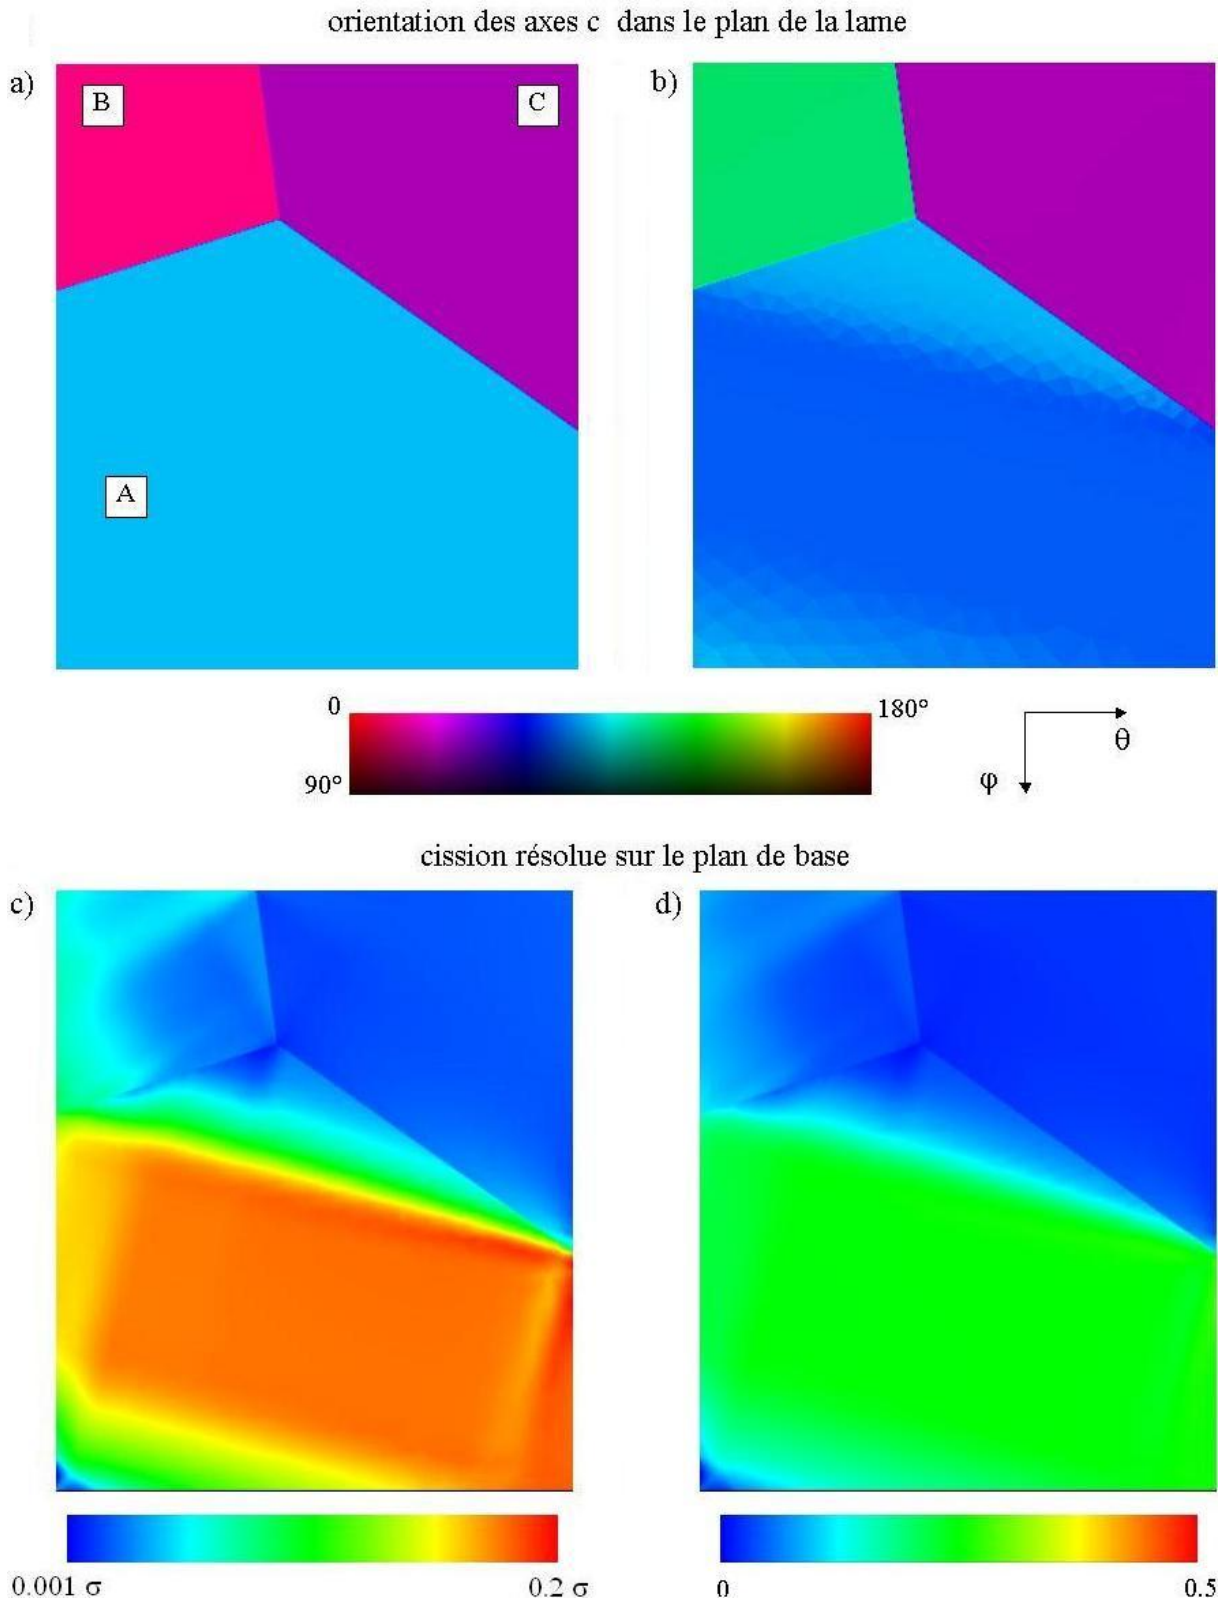 orientation des axes c dans le plan de la lame
a)
B
C
A
b)
0
180°
90°
θ
φ
cission résolue sur le plan de base
c)
d)
0.001 σ
0.2 σ
0
0.5